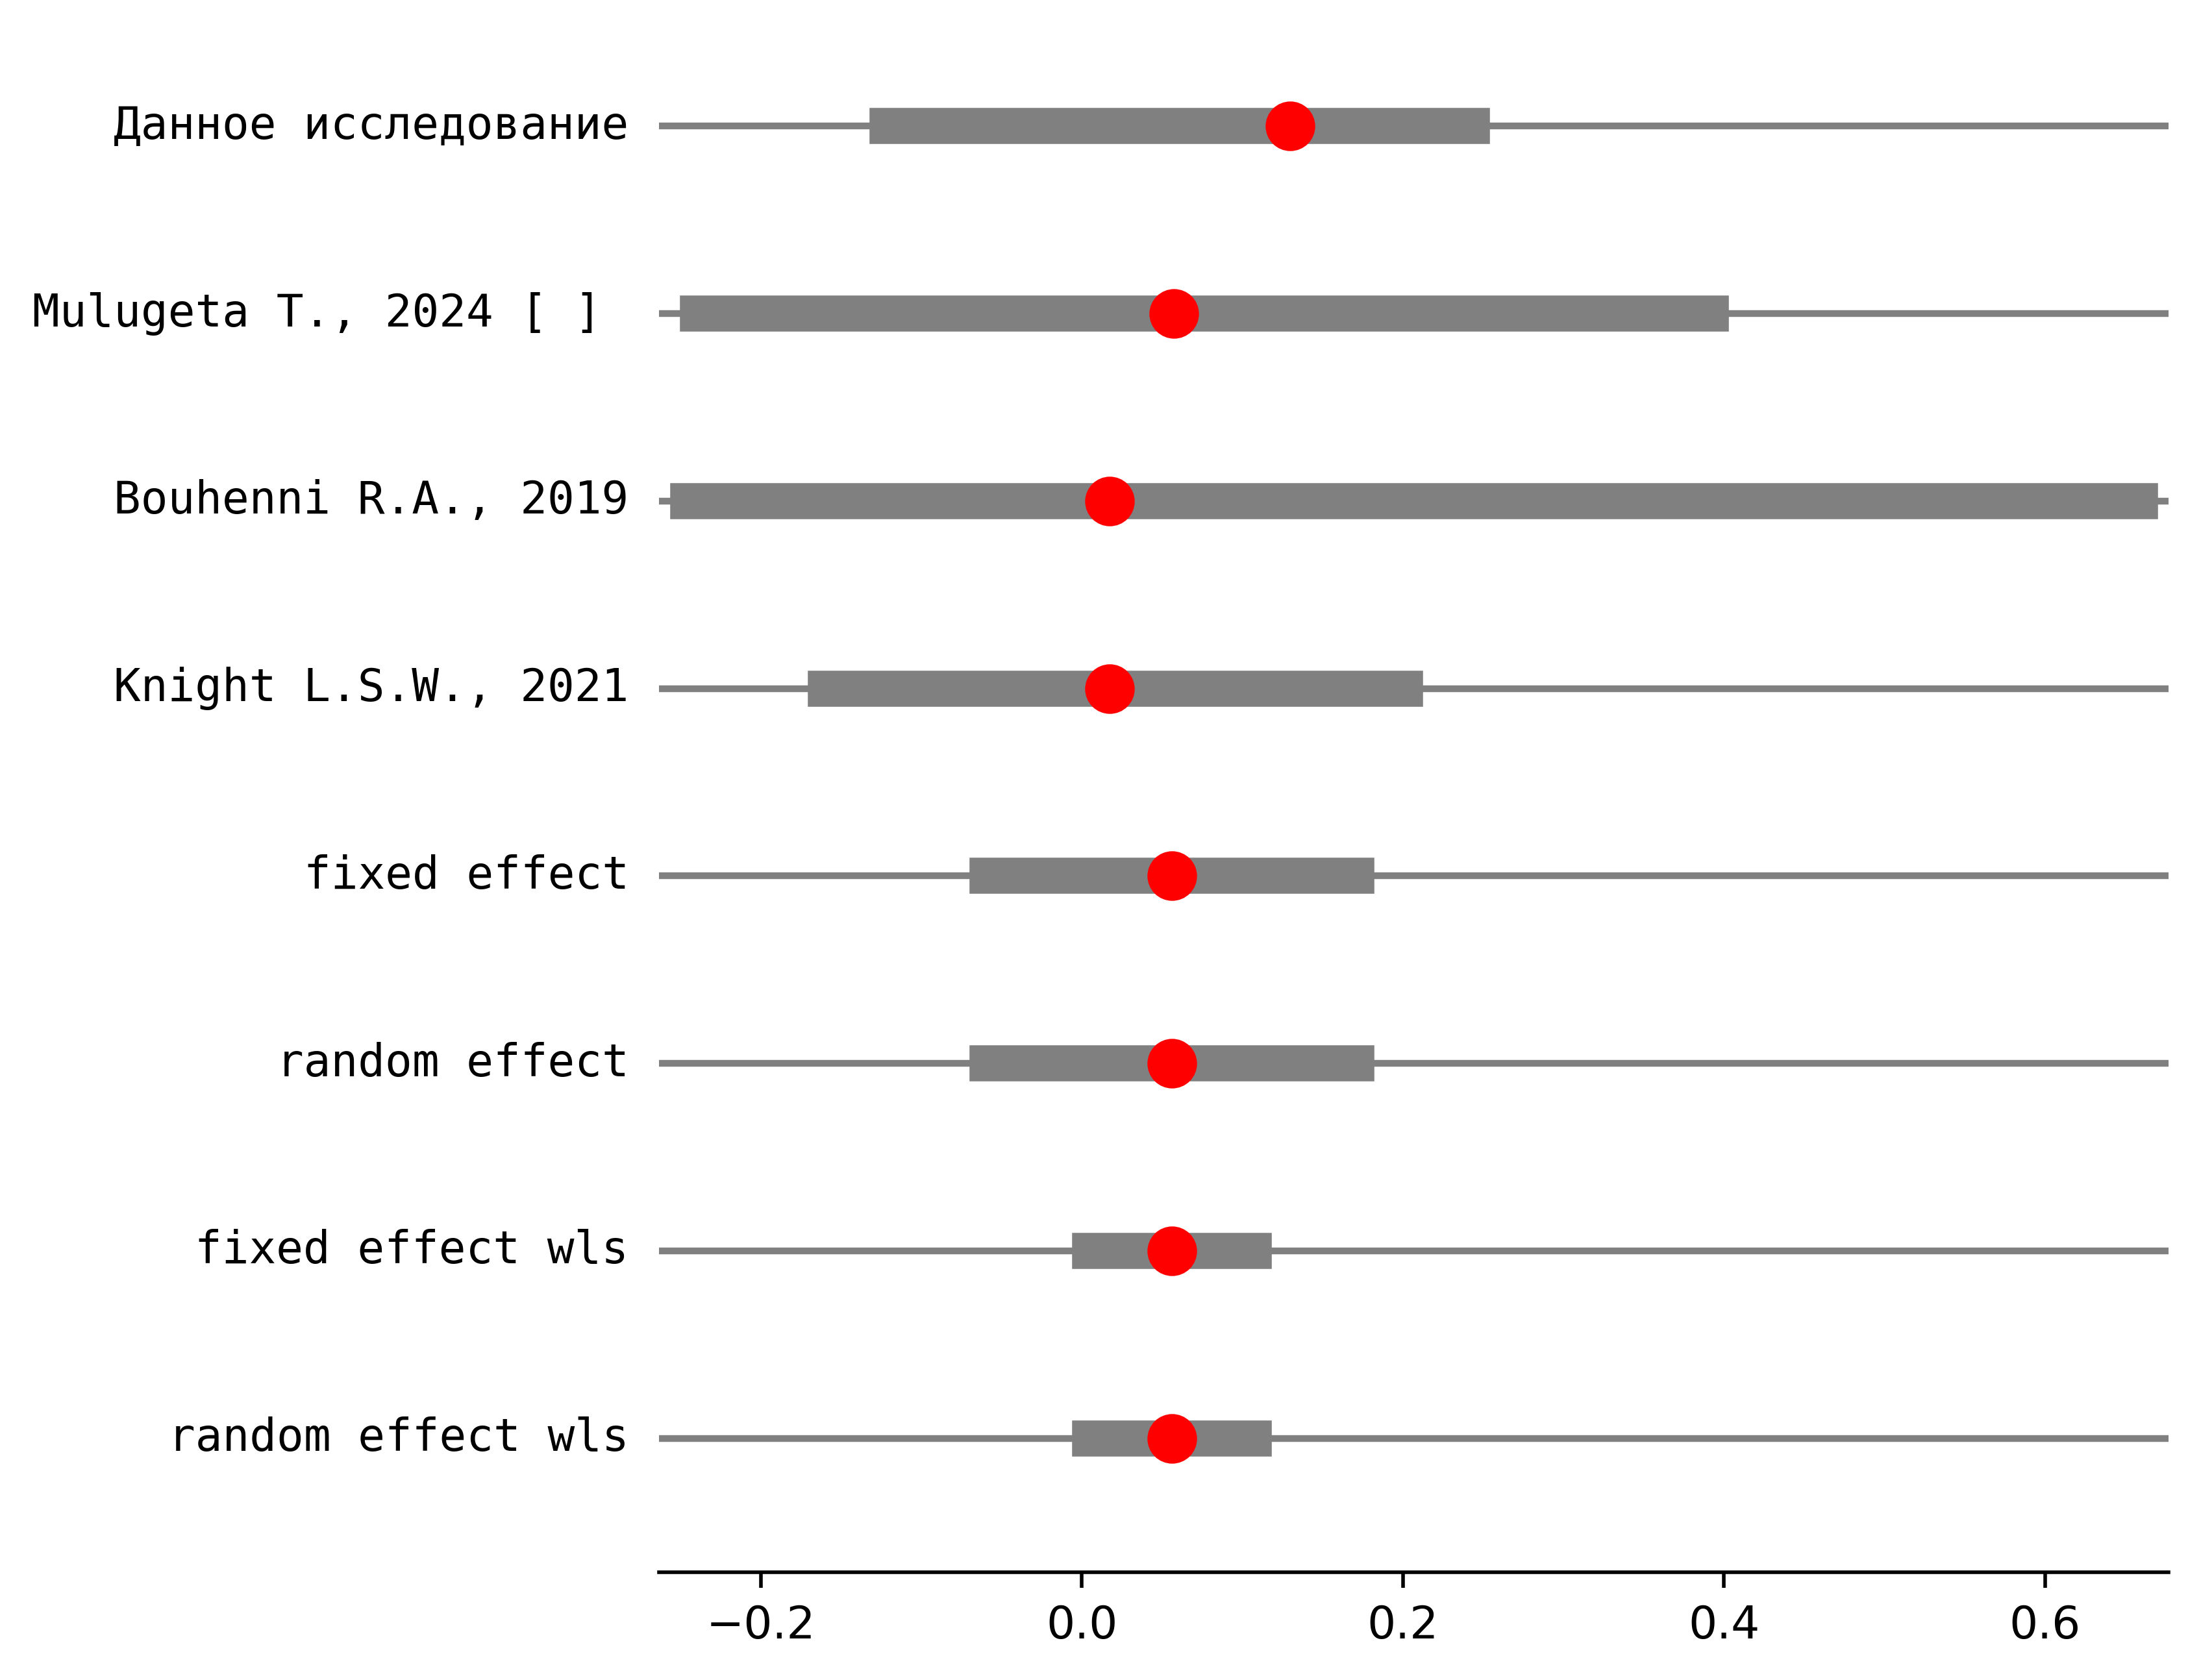 Данное исследование
Mulugeta T., 2024 [ ]
Bouhenni R.A., 2019
Knight L.S.W., 2021
fixed effect
random effect
fixed effect wls
random effect wls
−0.2 0.0 0.2 0.4 0.6